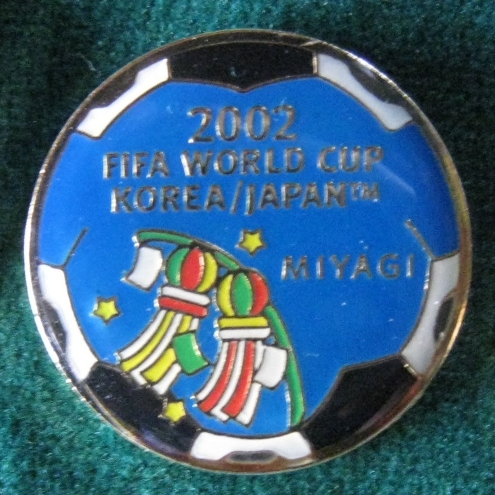 2002
FIFA WORLD CUP
KOREA/JAPAN™
MIYAGI